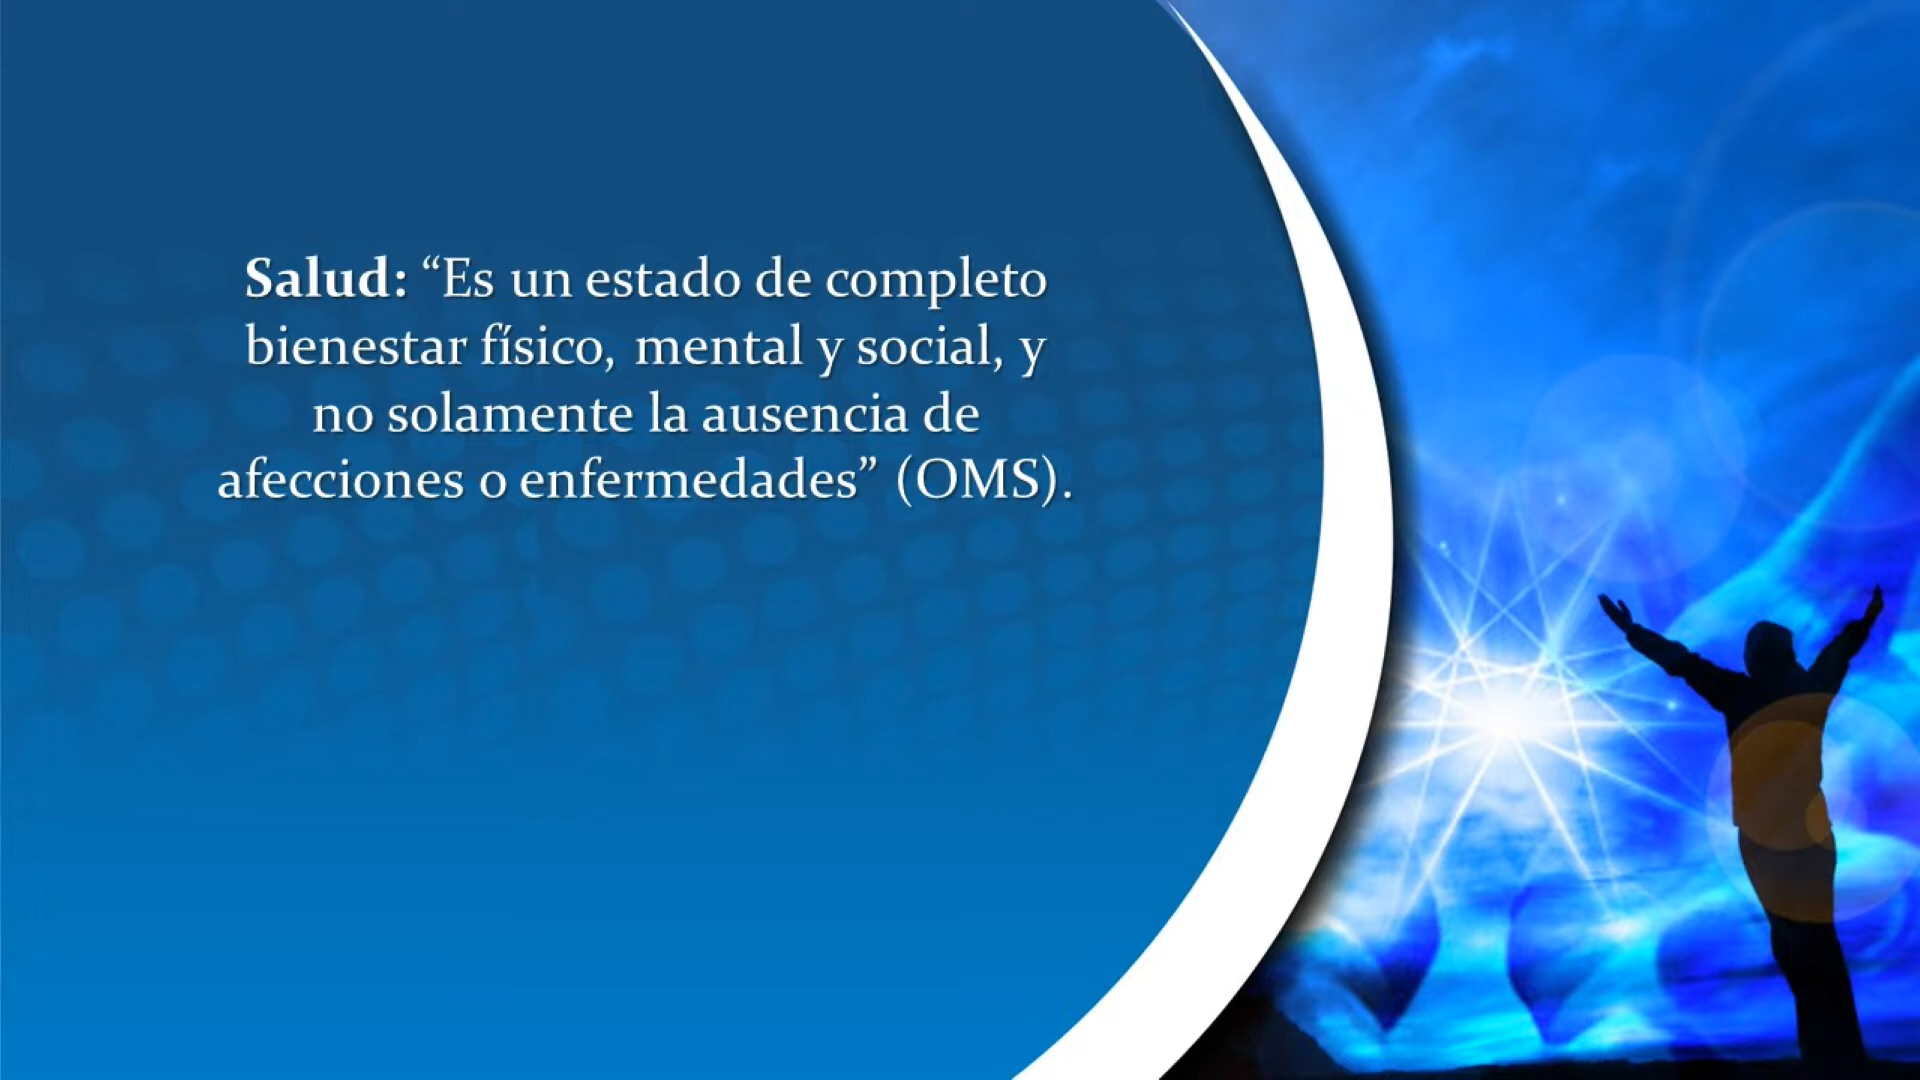 Salud: “Es un estado de completo
bienestar físico, mental y social, y
no solamente la ausencia de
afecciones o enfermedades” (OMS).